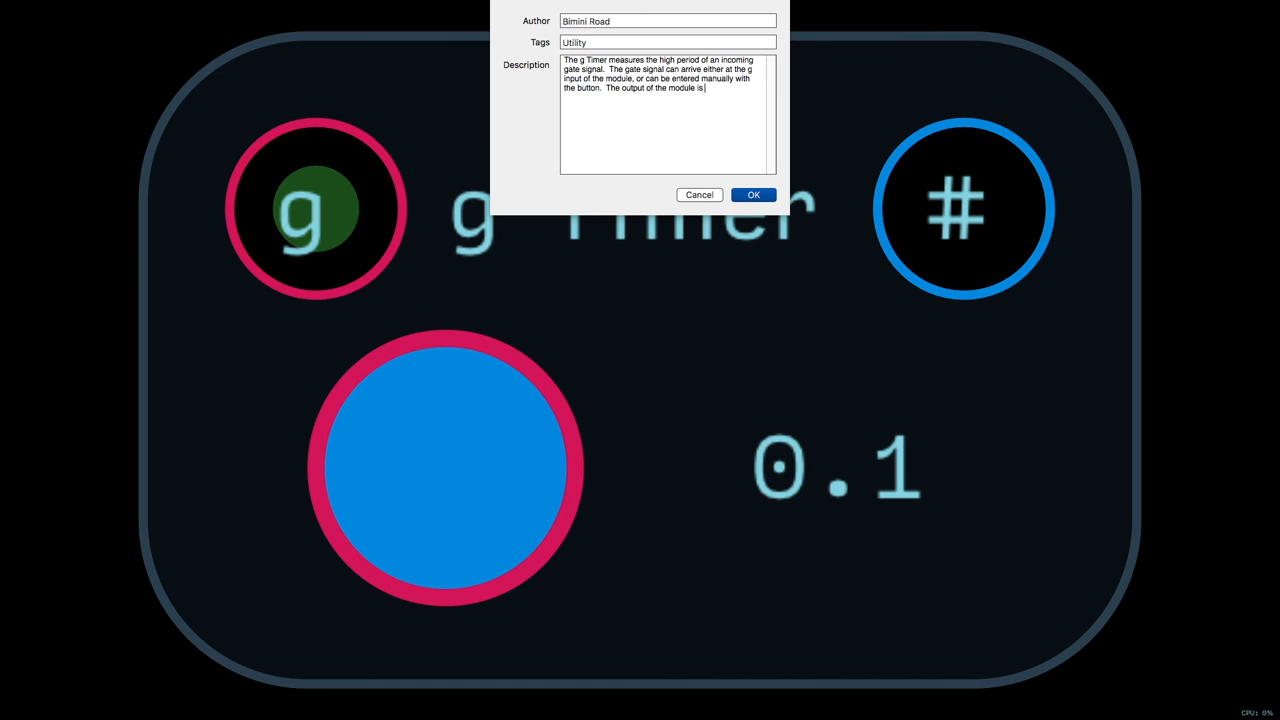 Author Bimini Road
Tags Utility
Description
The g Timer measures the high period of an incoming
gate signal.  The gate signal can arrive either at the g
input of the module, or can be entered manually with
the button.  The output of the module is
Cancel OK
g g Timer #
0.1
CPU: 0%